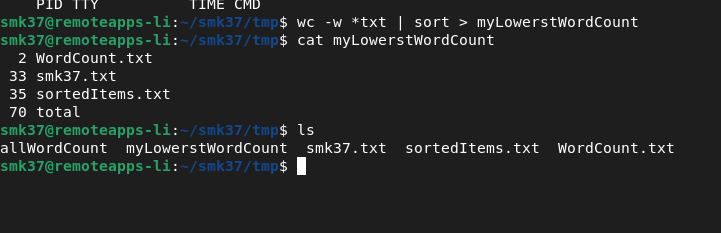 PID TTY          TIME CMD
smk37@remoteapps-li:~/smk37/tmp$ wc -w *txt | sort > myLowerstWordCount
smk37@remoteapps-li:~/smk37/tmp$ cat myLowerstWordCount
  2 WordCount.txt
 33 smk37.txt
 35 sortedItems.txt
 70 total
smk37@remoteapps-li:~/smk37/tmp$ ls
allWordCount  myLowerstWordCount  smk37.txt  sortedItems.txt  WordCount.txt
smk37@remoteapps-li:~/smk37/tmp$